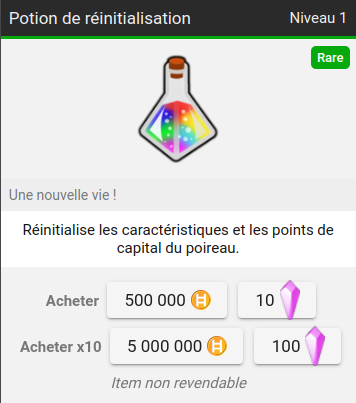 Potion de réinitialisation Niveau 1
Rare
Une nouvelle vie !
Réinitialise les caractéristiques et les points de
capital du poireau.
Acheter 500 000 10
Acheter x10 5 000 000 100
Item non revendable